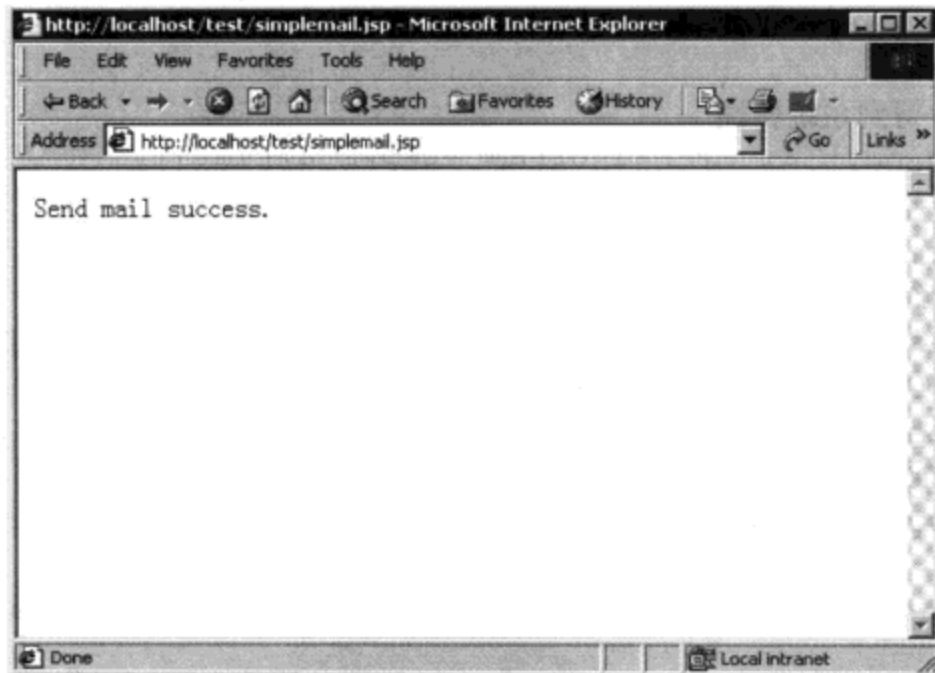 http://localhost/test/simplemail.jsp - Microsoft Internet Explorer
File Edit View Favorites Tools Help
Back Search Favorites History
Address http://localhost/test/simplemail.jsp Go Links »
Send mail success.
Done Local intranet